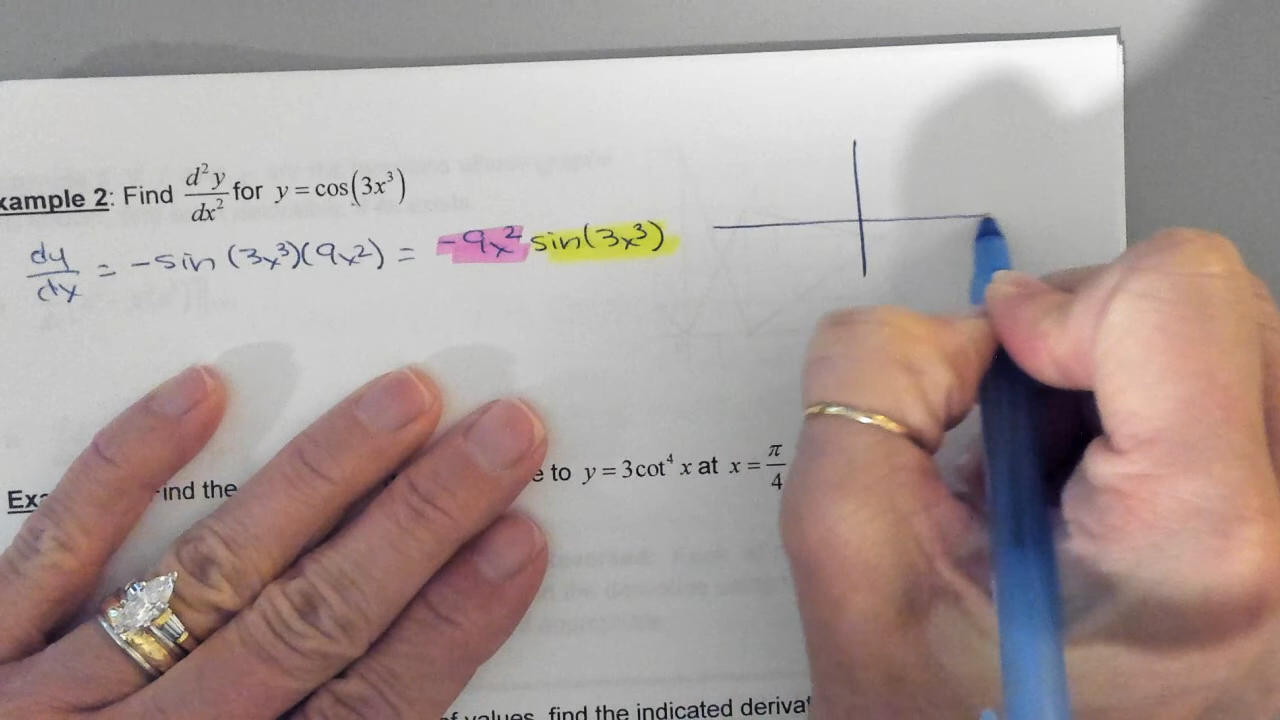 xample 2: Find d²y/dx² for y = cos(3x³)
dy/dx = -sin(3x³)(9x²) = -9x² sin(3x³)
Ex ind the e to y = 3cot⁴ x at x = π/4
of values, find the indicated derivat